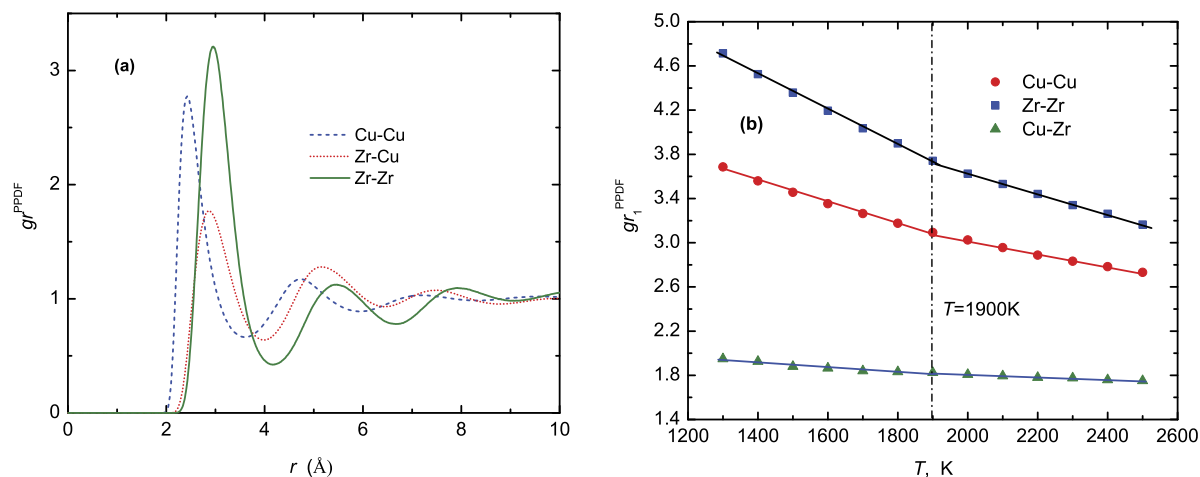 (a)
3
2
1
0
0
2
4
6
8
10
gr^PPDF
r (Å)
Cu-Cu
Zr-Cu
Zr-Zr
(b)
5.0
4.6
4.2
3.8
3.4
3.0
2.6
2.2
1.8
1.4
1200
1400
1600
1800
2000
2200
2400
2600
gr₁^PPDF
T, K
Cu-Cu
Zr-Zr
Cu-Zr
T=1900K